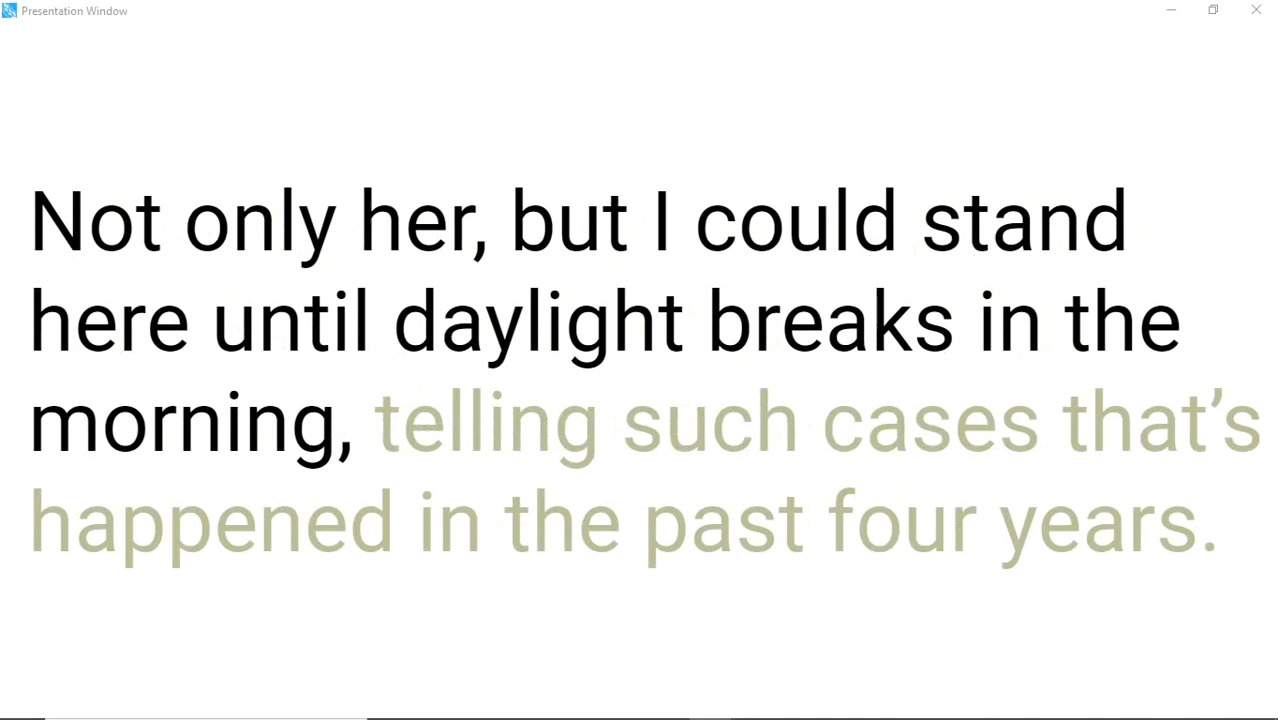 Presentation Window
Not only her, but I could stand
here until daylight breaks in the
morning, telling such cases that’s
happened in the past four years.